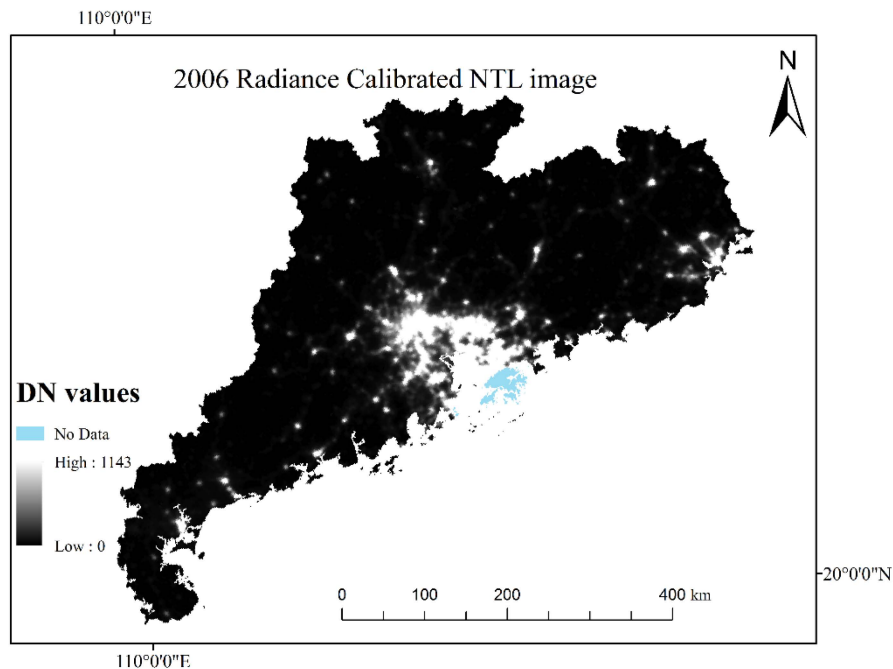 110°0'0"E
2006 Radiance Calibrated NTL image
N
DN values
No Data
High : 1143
Low : 0
0 100 200 400 km
20°0'0"N
110°0'0"E